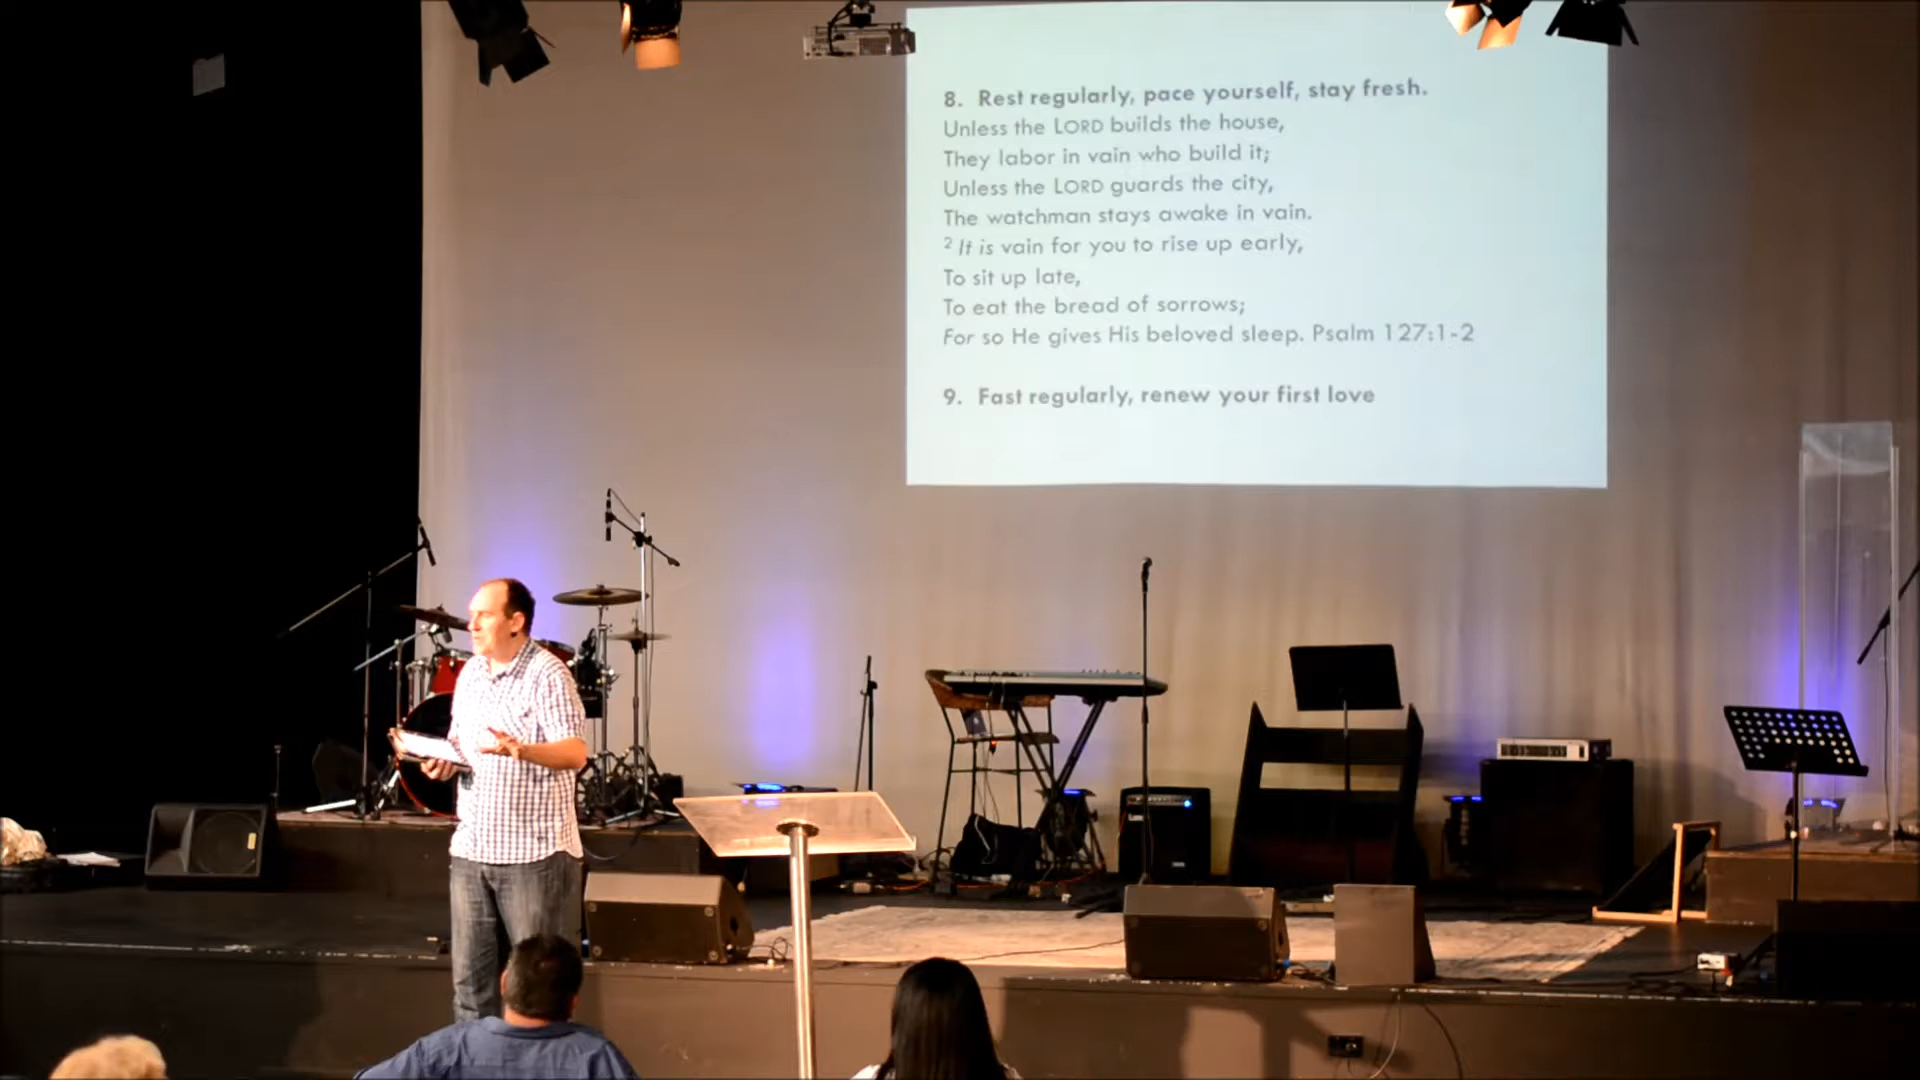 8. Rest regularly, pace yourself, stay fresh.
Unless the LORD builds the house,
They labor in vain who build it;
Unless the LORD guards the city,
The watchman stays awake in vain.
2 It is vain for you to rise up early,
To sit up late,
To eat the bread of sorrows;
For so He gives His beloved sleep. Psalm 127:1-2
9. Fast regularly, renew your first love